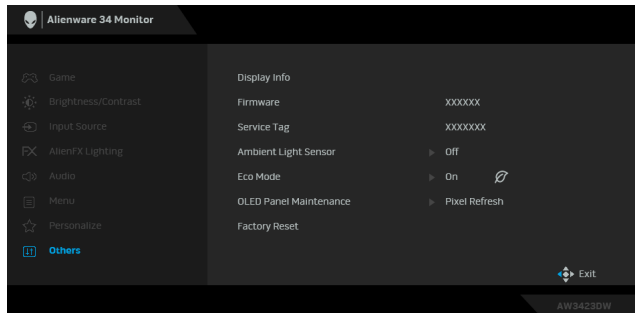 Alienware 34 Monitor
Game
Brightness/Contrast
Input Source
FX AlienFX Lighting
Audio
Menu
Personalize
Others
Display Info
Firmware XXXXXX
Service Tag XXXXXXX
Ambient Light Sensor Off
Eco Mode On
OLED Panel Maintenance Pixel Refresh
Factory Reset
Exit
AW3423DW